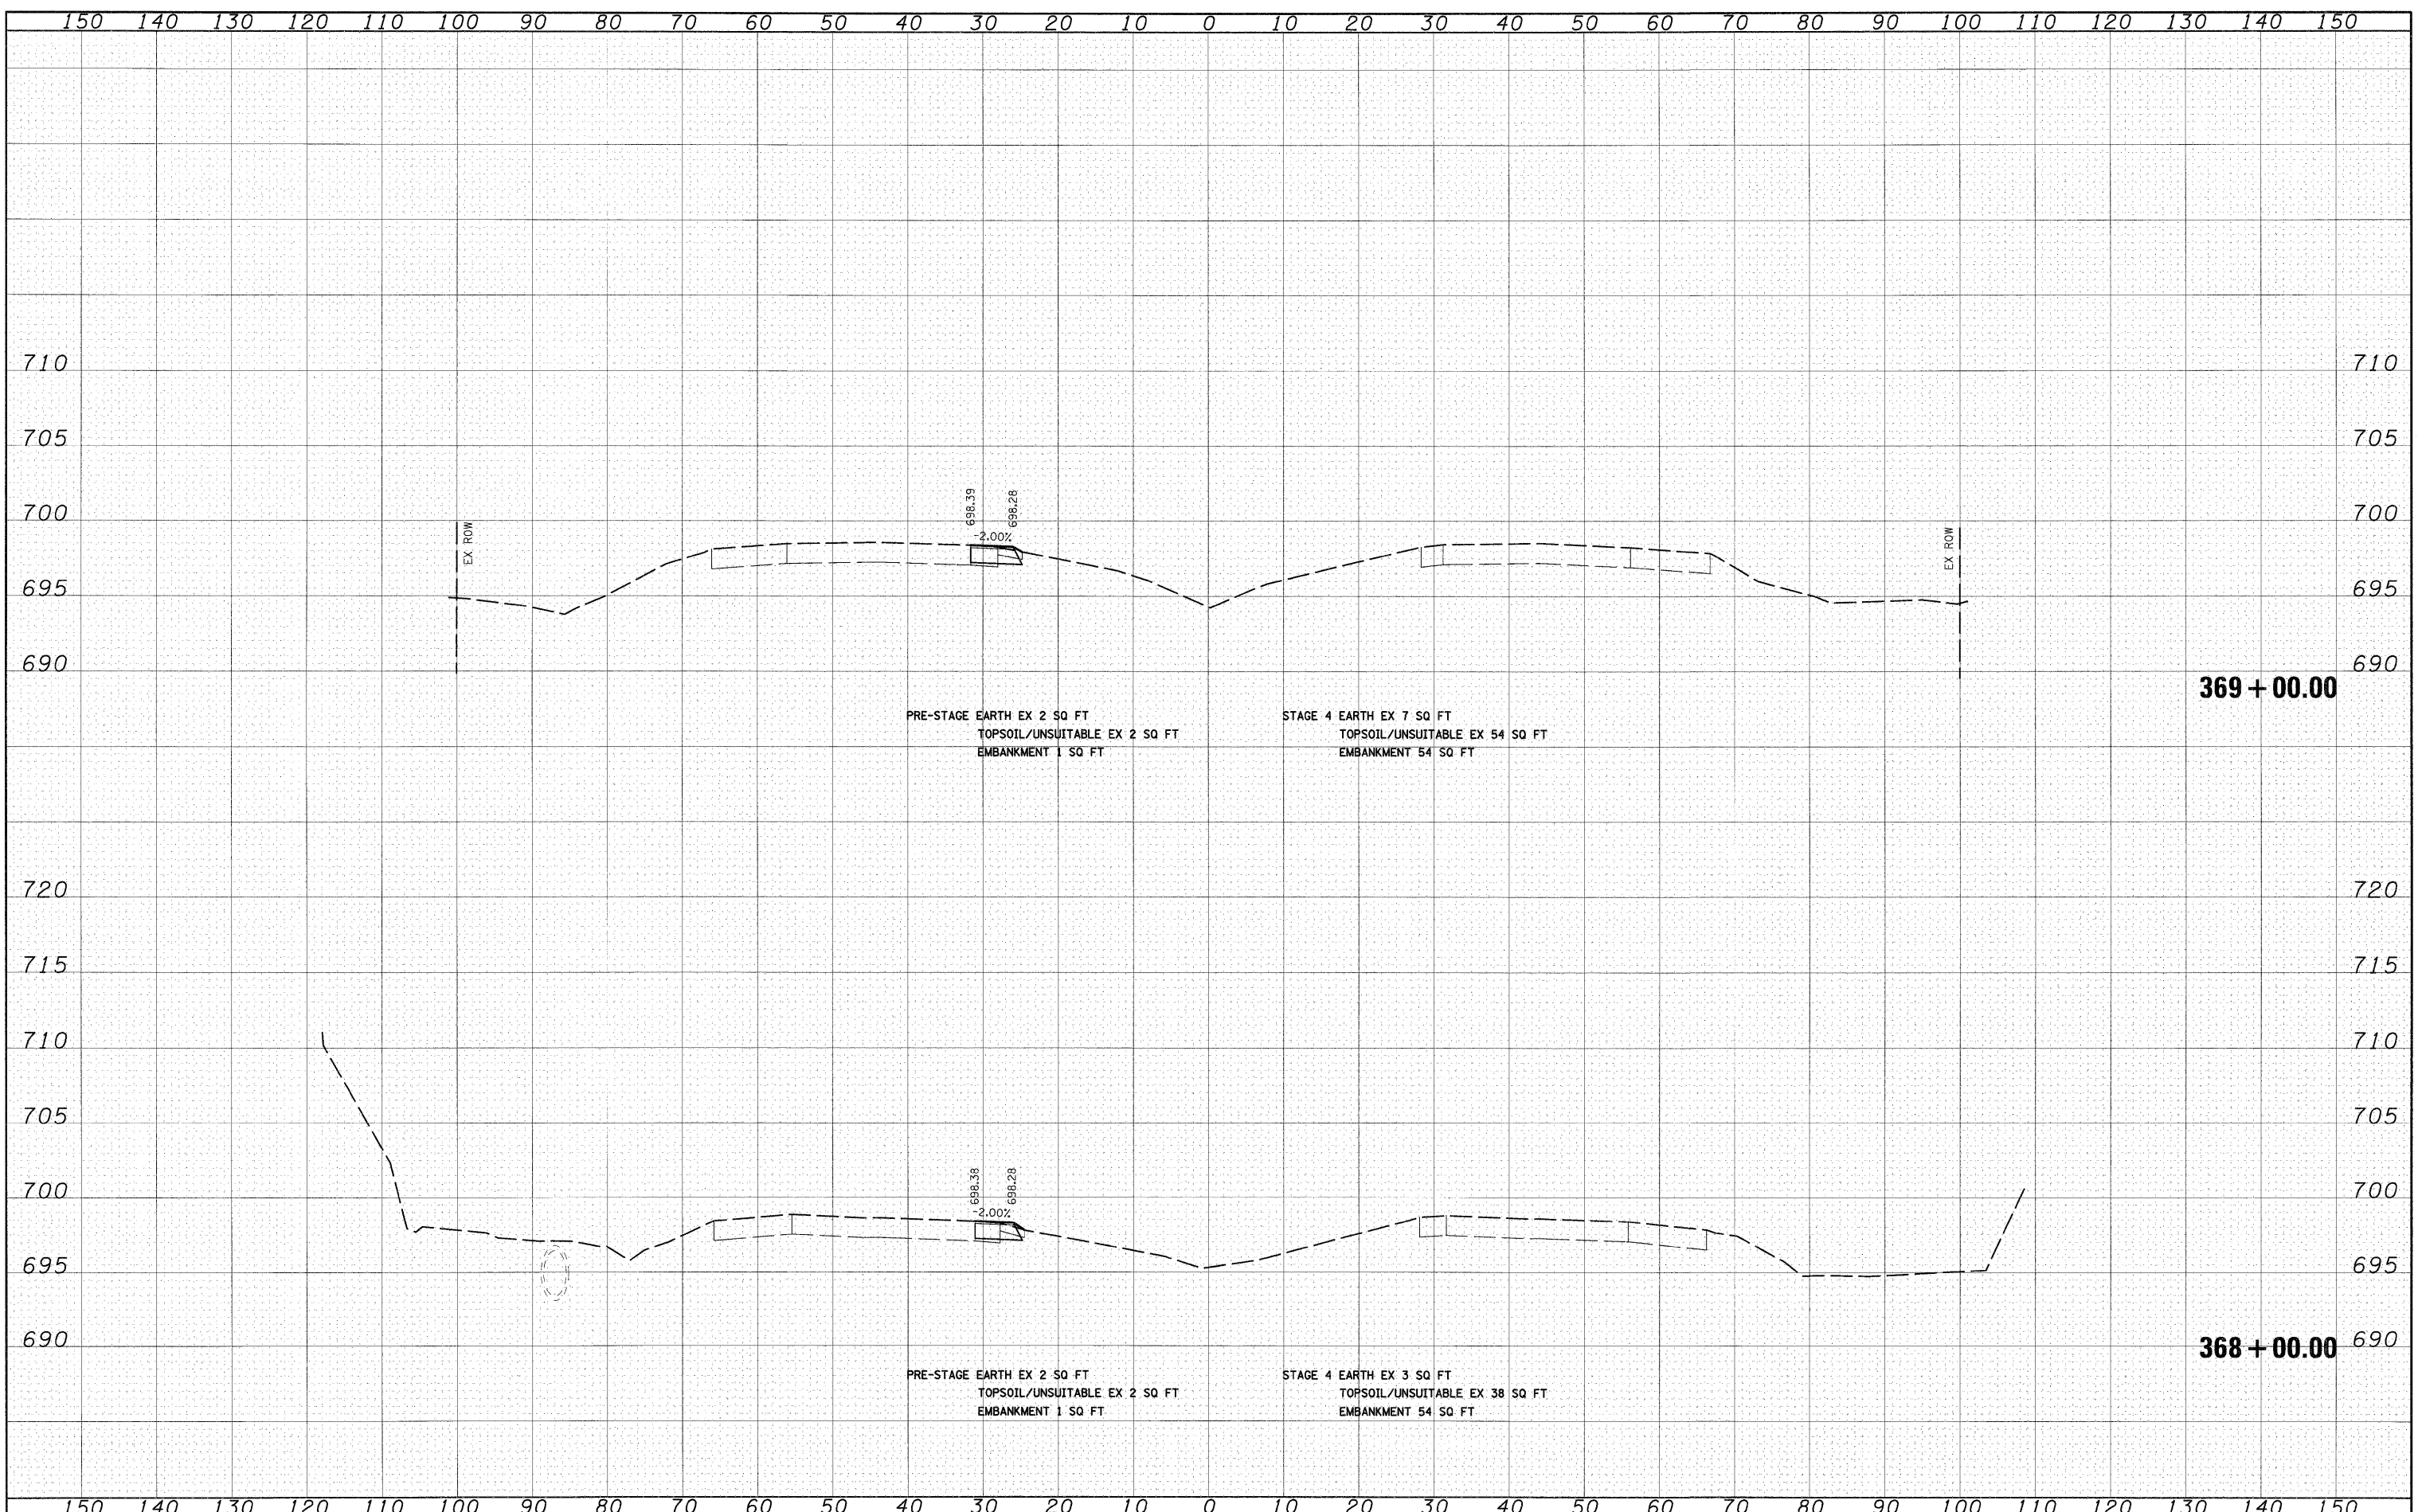 150 140 130 120 110 100 90 80 70 60 50 40 30 20 10 0 10 20 30 40 50 60 70 80 90 100 110 120 130 140 150
710 710
705 705
698.39 698.28
700 700
EX ROW EX ROW
-2.00%
695 695
690 690
369+00.00
PRE-STAGE EARTH EX 2 SQ FT STAGE 4 EARTH EX 7 SQ FT
TOPSOIL/UNSUITABLE EX 2 SQ FT TOPSOIL/UNSUITABLE EX 54 SQ FT
EMBANKMENT 1 SQ FT EMBANKMENT 54 SQ FT
720 720
715 715
710 710
705 705
698.38 698.28
700 700
-2.00%
695 695
690 368+00.00 690
PRE-STAGE EARTH EX 2 SQ FT STAGE 4 EARTH EX 3 SQ FT
TOPSOIL/UNSUITABLE EX 2 SQ FT TOPSOIL/UNSUITABLE EX 38 SQ FT
EMBANKMENT 1 SQ FT EMBANKMENT 54 SQ FT
150 140 130 120 110 100 90 80 70 60 50 40 30 20 10 0 10 20 30 40 50 60 70 80 90 100 110 120 130 140 150